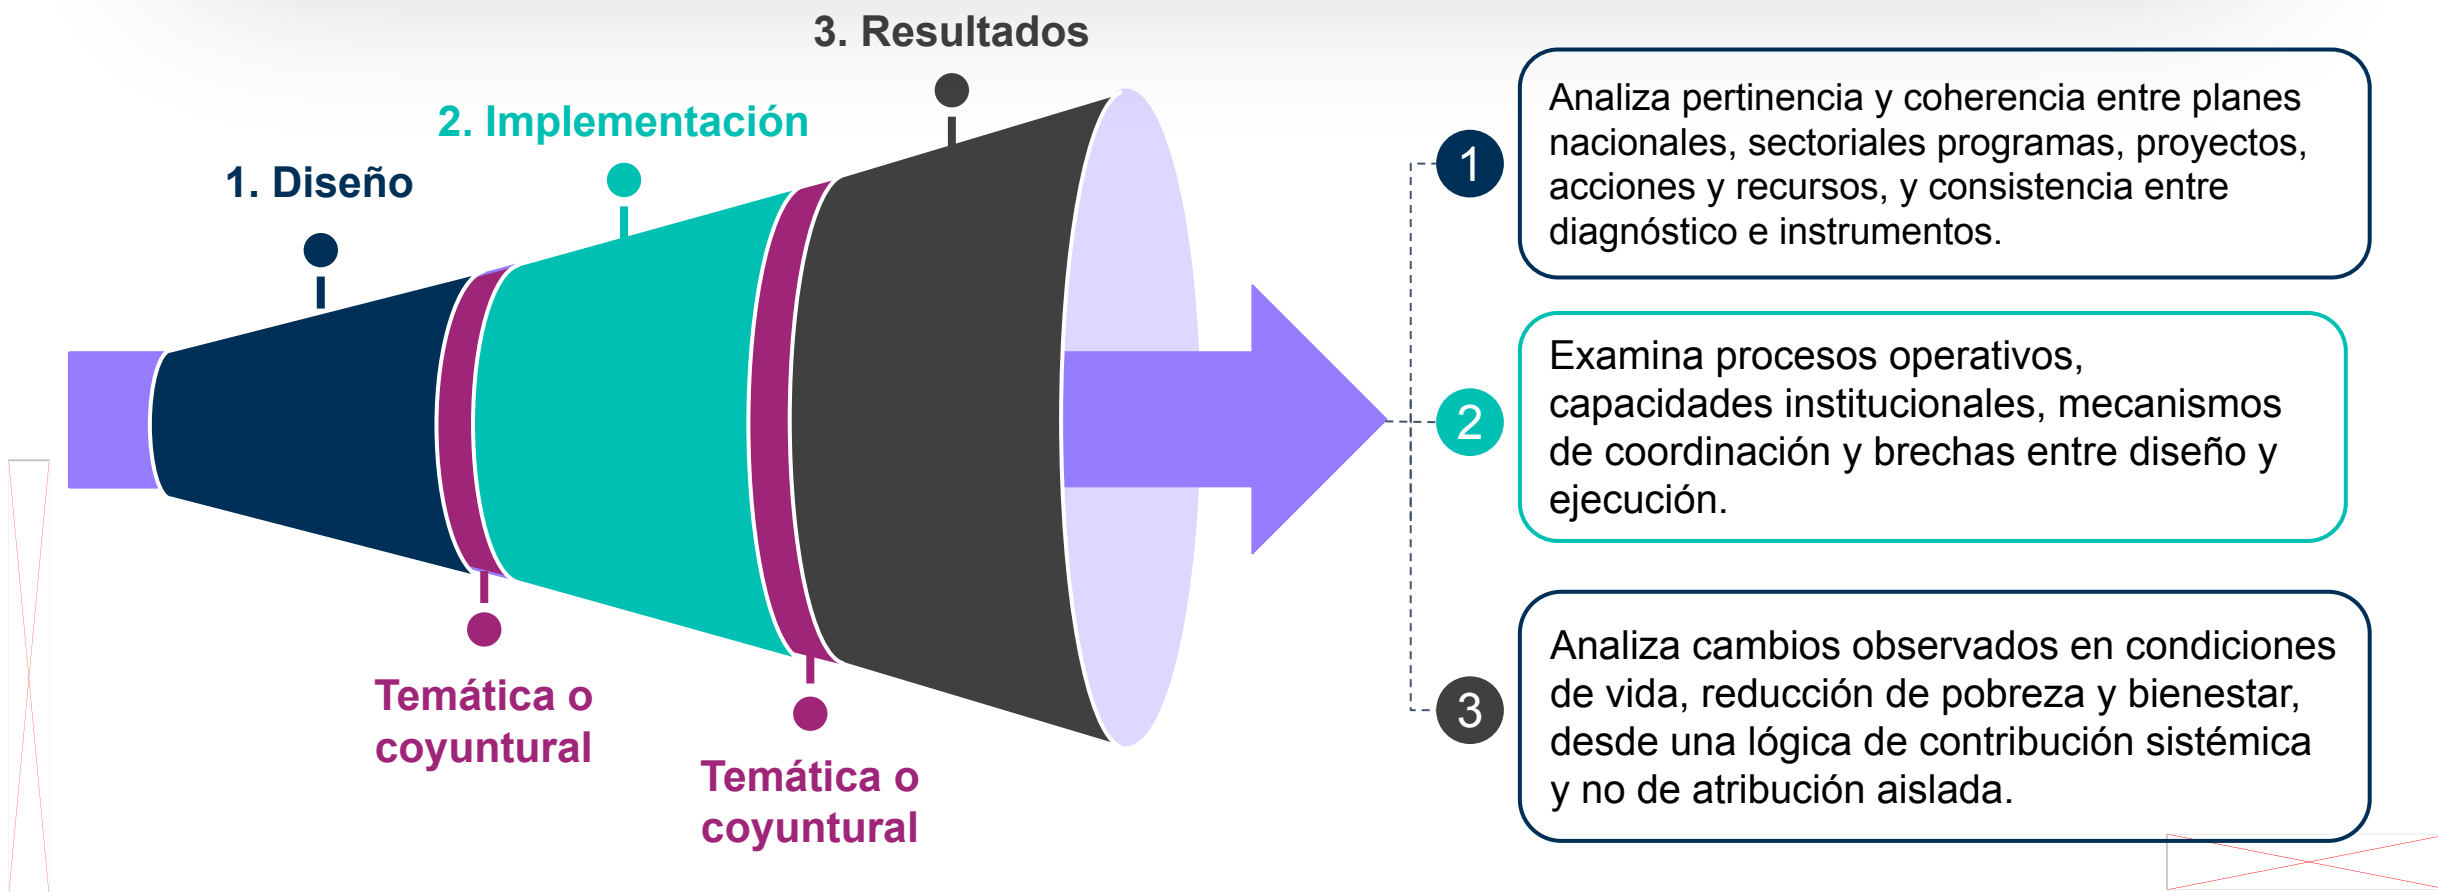 3. Resultados
2. Implementación
1. Diseño
Temática o
coyuntural
Temática o
coyuntural
1
Analiza pertinencia y coherencia entre planes
nacionales, sectoriales programas, proyectos,
acciones y recursos, y consistencia entre
diagnóstico e instrumentos.
2
Examina procesos operativos,
capacidades institucionales, mecanismos
de coordinación y brechas entre diseño y
ejecución.
3
Analiza cambios observados en condiciones
de vida, reducción de pobreza y bienestar,
desde una lógica de contribución sistémica
y no de atribución aislada.